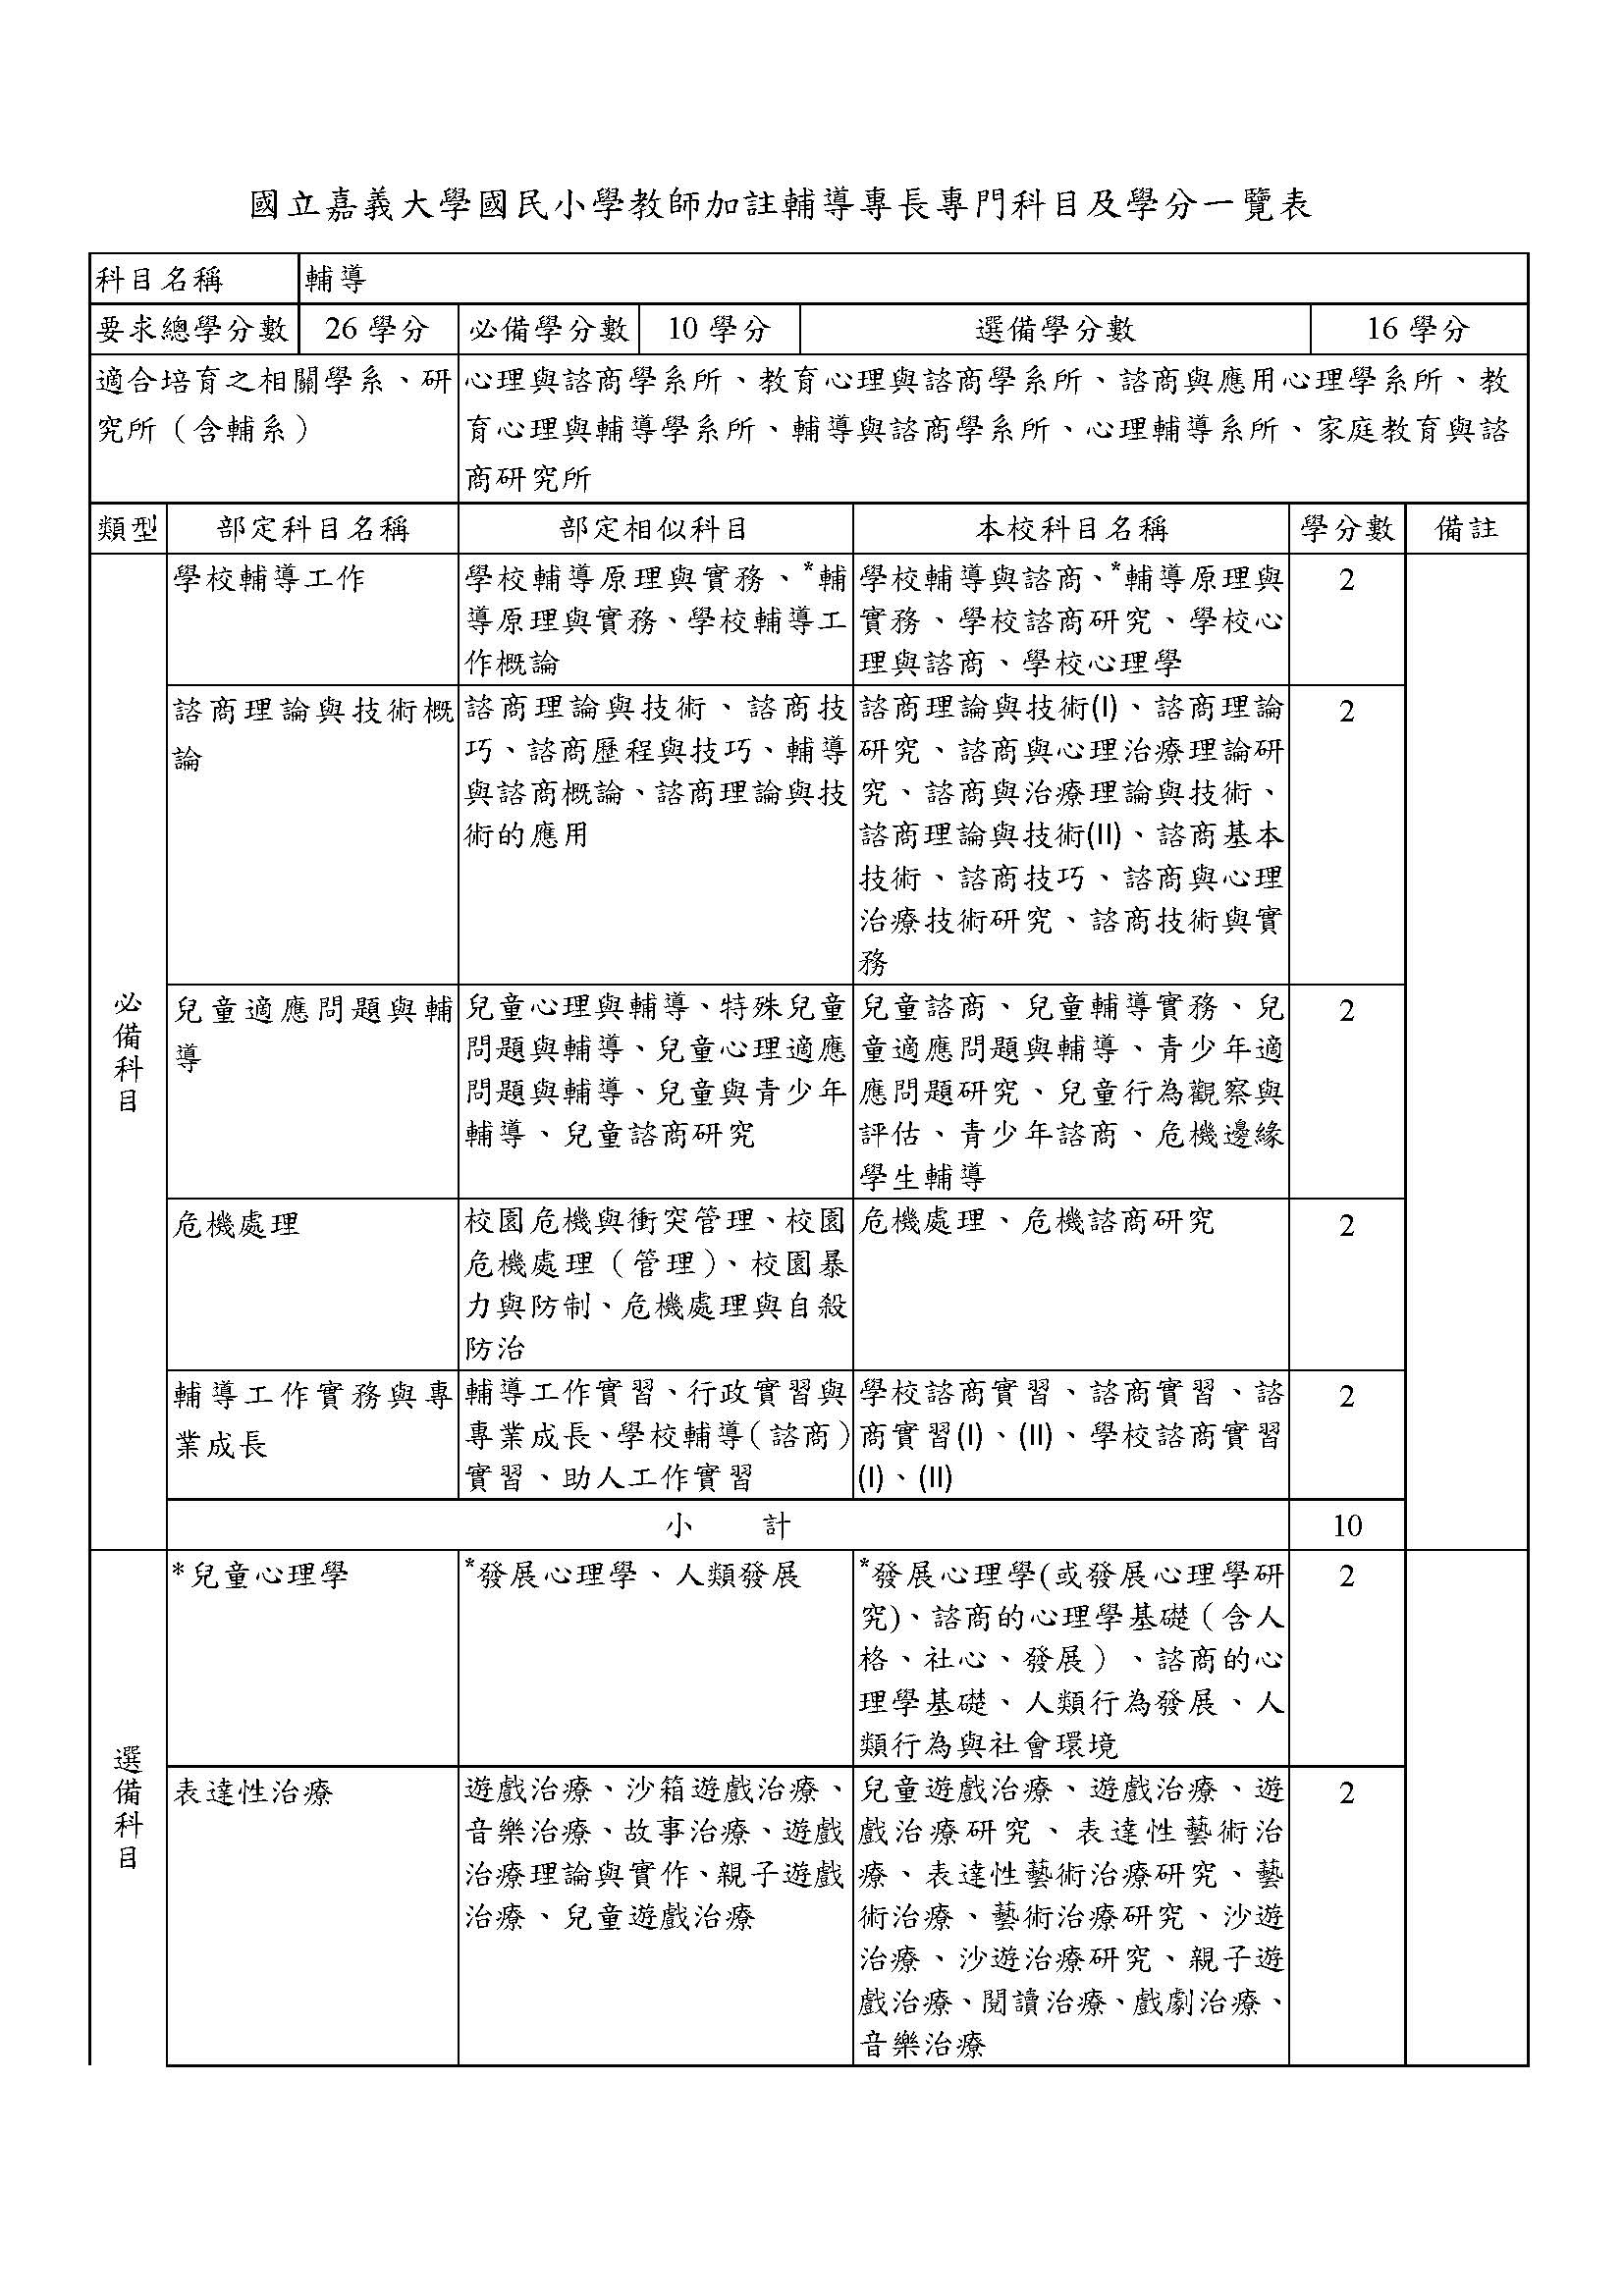 國立嘉義大學國民小學教師加註輔導專長專門科目及學分一覽表
科目名稱 輔導
要求總學分數 26 學分 必備學分數 10 學分 選備學分數 16 學分
適合培育之相關學系、研
究所（含輔系）
心理與諮商學系所、教育心理與諮商學系所、諮商與應用心理學系所、教
育心理與輔導學系所、輔導與諮商學系所、心理輔導系所、家庭教育與諮
商研究所
類型 部定科目名稱 部定相似科目 本校科目名稱 學分數 備註
必備科目
學校輔導工作
學校輔導原理與實務、*輔
導原理與實務、學校輔導工
作概論
學校輔導與諮商、*輔導原理與
實務、學校諮商研究、學校心
理與諮商、學校心理學
2
諮商理論與技術概
論
諮商理論與技術、諮商技
巧、諮商歷程與技巧、輔導
與諮商概論、諮商理論與技
術的應用
諮商理論與技術(I)、諮商理論
研究、諮商與心理治療理論研
究、諮商與治療理論與技術、
諮商理論與技術(II)、諮商基本
技術、諮商技巧、諮商與心理
治療技術研究、諮商技術與實
務
2
兒童適應問題與輔
導
兒童心理與輔導、特殊兒童
問題與輔導、兒童心理適應
問題與輔導、兒童與青少年
輔導、兒童諮商研究
兒童諮商、兒童輔導實務、兒
童適應問題與輔導、青少年適
應問題研究、兒童行為觀察與
評估、青少年諮商、危機邊緣
學生輔導
2
危機處理
校園危機與衝突管理、校園
危機處理（管理）、校園暴
力與防制、危機處理與自殺
防治
危機處理、危機諮商研究
2
輔導工作實務與專
業成長
輔導工作實習、行政實習與
專業成長、學校輔導（諮商）
實習、助人工作實習
學校諮商實習、諮商實習、諮
商實習(I)、(II)、學校諮商實習
(I)、(II)
2
小 計 10
選備科目
*兒童心理學
*發展心理學、人類發展
*發展心理學(或發展心理學研
究)、諮商的心理學基礎（含人
格、社心、發展）、諮商的心
理學基礎、人類行為發展、人
類行為與社會環境
2
表達性治療
遊戲治療、沙箱遊戲治療、
音樂治療、故事治療、遊戲
治療理論與實作、親子遊戲
治療、兒童遊戲治療
兒童遊戲治療、遊戲治療、遊
戲治療研究、表達性藝術治
療、表達性藝術治療研究、藝
術治療、藝術治療研究、沙遊
治療、沙遊治療研究、親子遊
戲治療、閱讀治療、戲劇治療、
音樂治療
2